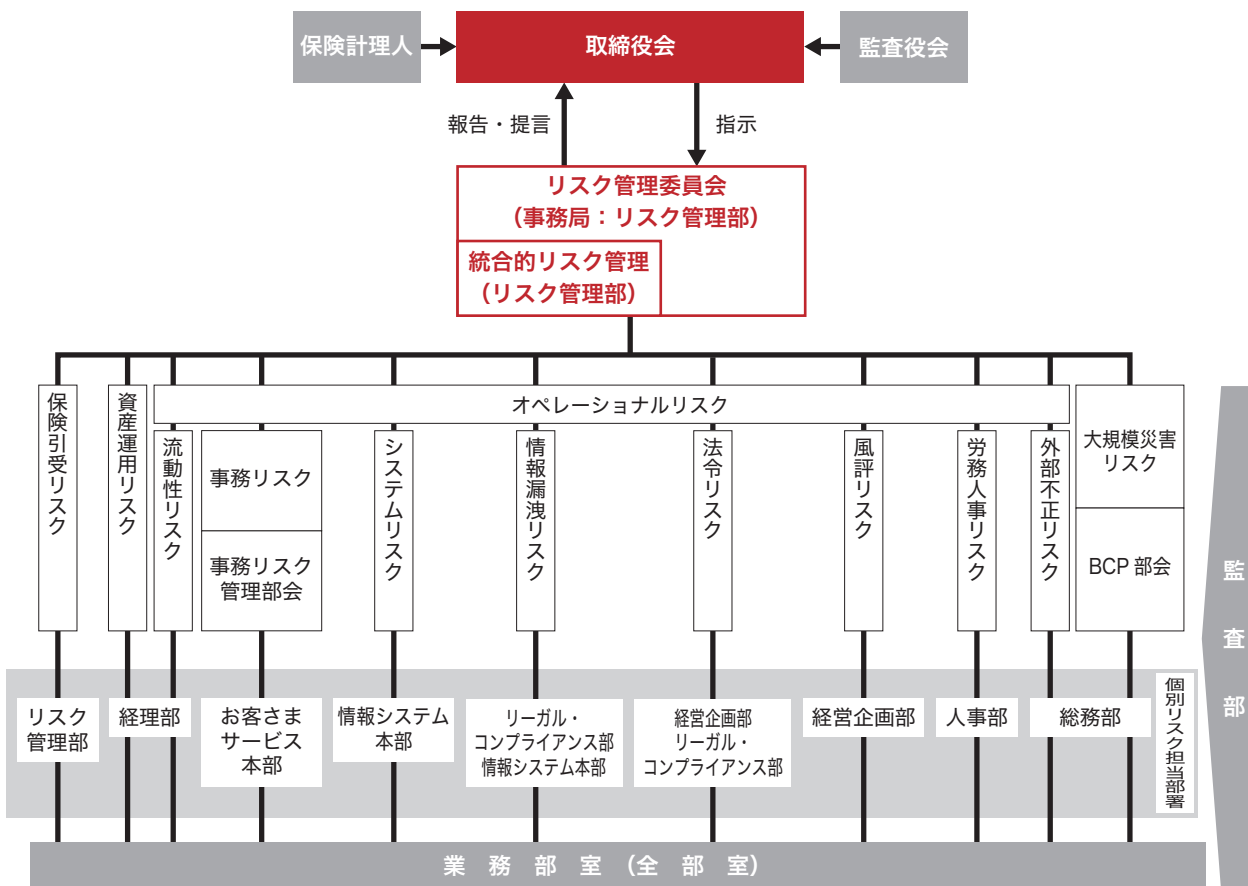 保険計理人
取締役会
監査役会
報告・提言
指示
リスク管理委員会
（事務局：リスク管理部）
統合的リスク管理
（リスク管理部）
保険引受リスク
資産運用リスク
流動性リスク
オペレーショナルリスク
事務リスク
事務リスク
管理部会
システムリスク
情報漏洩リスク
法令リスク
風評リスク
労務人事リスク
外部不正リスク
大規模災害
リスク
BCP 部会
監査部
リスク
管理部
経理部
お客さま
サービス
本部
情報システム
本部
リーガル・
コンプライアンス部
情報システム本部
経営企画部
リーガル・
コンプライアンス部
経営企画部
人事部
総務部
個別リスク担当部署
業務部室（全部室）